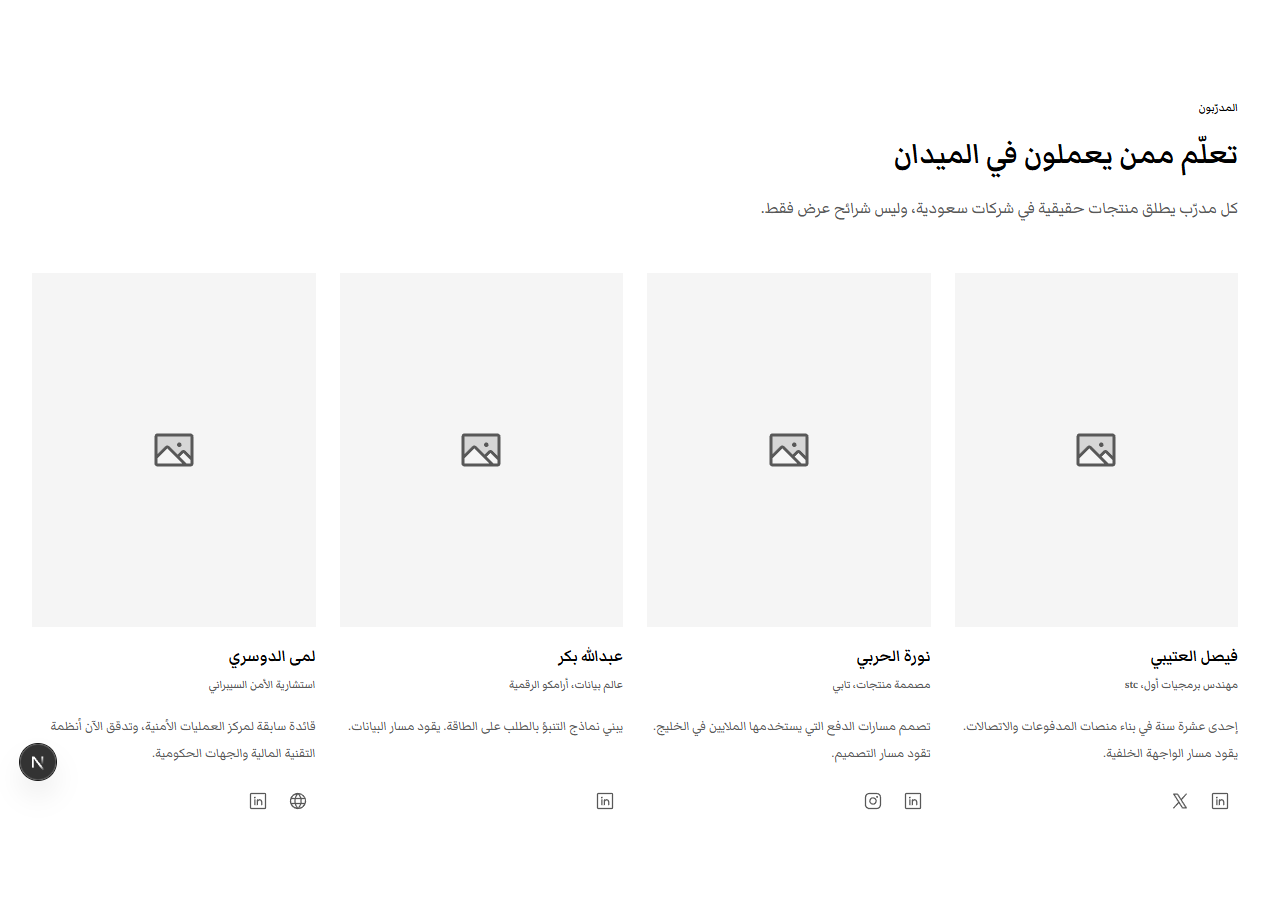 المدرّبون
تعلّم ممن يعملون في الميدان
كل مدرّب يطلق منتجات حقيقية في شركات سعودية، وليس شرائح عرض فقط.
فيصل العتيبي
مهندس برمجيات أول، stc
إحدى عشرة سنة في بناء منصات المدفوعات والاتصالات.
يقود مسار الواجهة الخلفية.
نورة الحربي
مصممة منتجات، تابي
تصمم مسارات الدفع التي يستخدمها الملايين في الخليج.
تقود مسار التصميم.
عبدالله بكر
عالم بيانات، أرامكو الرقمية
يبني نماذج التنبؤ بالطلب على الطاقة. يقود مسار البيانات.
لمى الدوسري
استشارية الأمن السيبراني
قائدة سابقة لمركز العمليات الأمنية، وتدقق الآن أنظمة
التقنية المالية والجهات الحكومية.